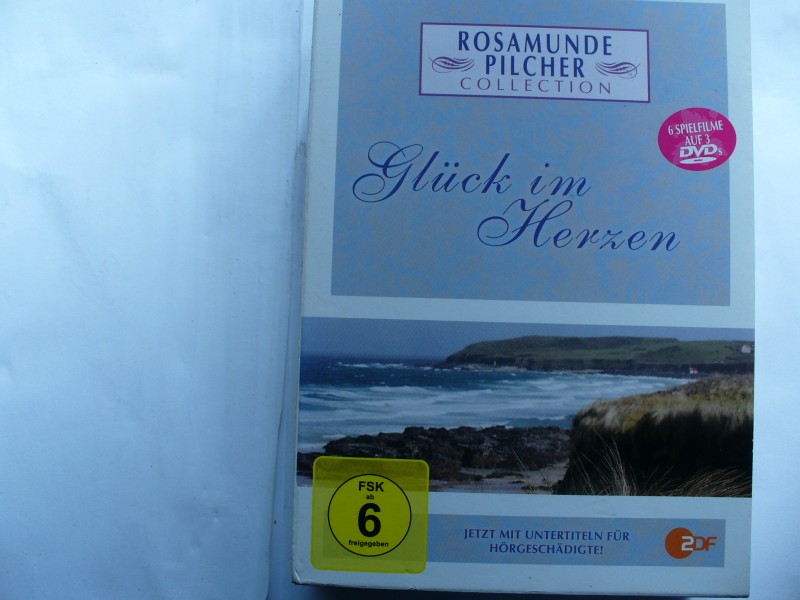 ROSAMUNDE
PILCHER
COLLECTION
6 SPIELFILME
AUF 3
DVDs
Glück im
Herzen
FSK
ab
6
freigegeben
JETZT MIT UNTERTITELN FÜR
HÖRGESCHÄDIGTE!
2DF